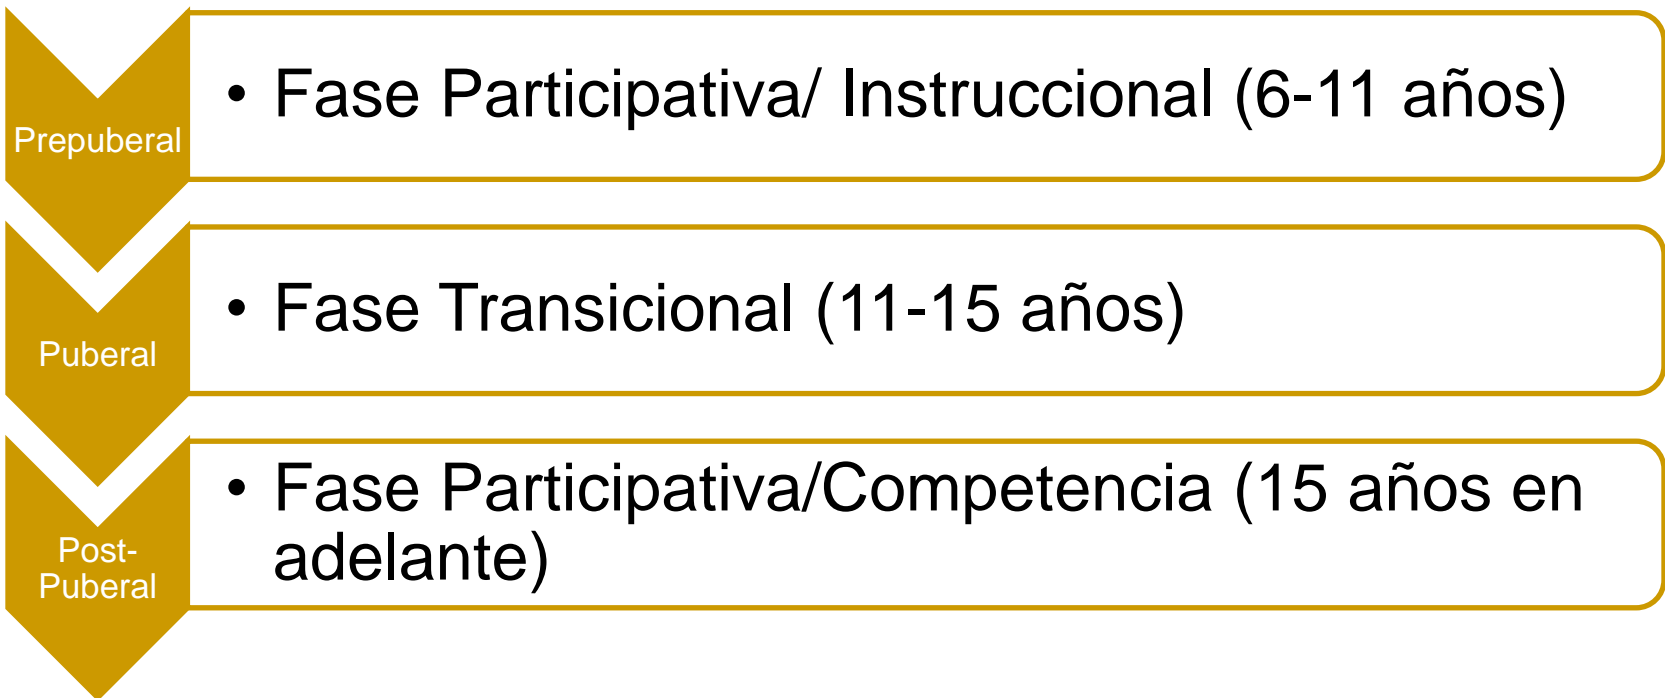 Prepuberal
• Fase Participativa/ Instruccional (6-11 años)
Puberal
• Fase Transicional (11-15 años)
Post-
Puberal
• Fase Participativa/Competencia (15 años en
adelante)